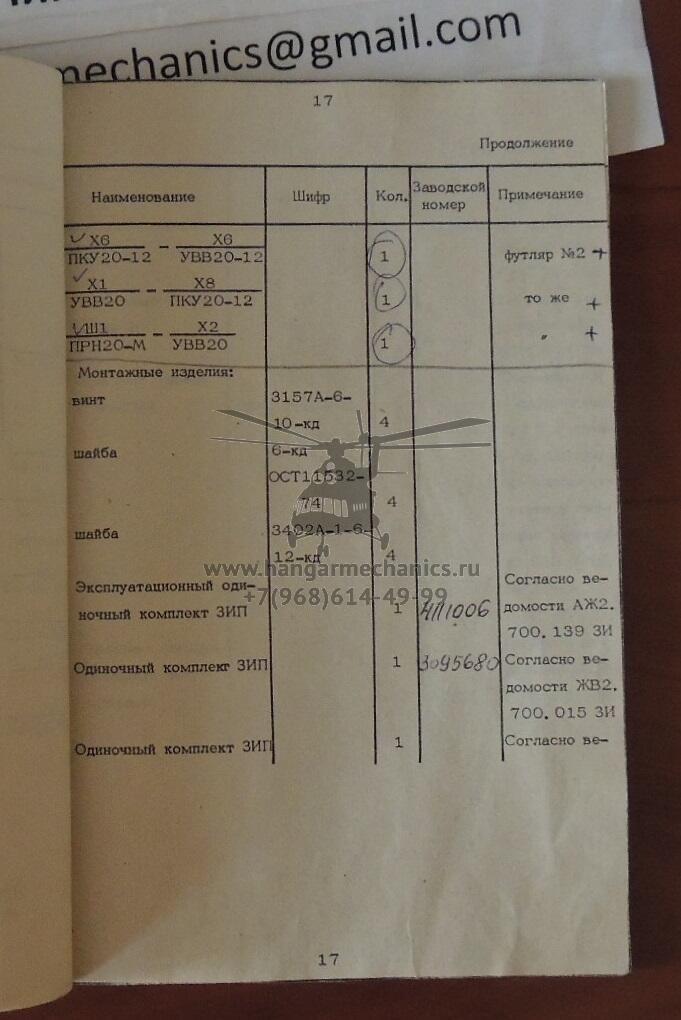 mechanics@gmail.com
17
Продолжение
Наименование Шифр Кол. Заводской номер Примечание
✓ Х6 – Х6
ПКУ20-12 УВВ20-12 1 футляр №2 +
✓ Х1 – Х8
УВВ20 ПКУ20-12 1 то же +
✓ Ш1 – Х2
ПРН20-М УВВ20 1 " +
Монтажные изделия:
винт 3157А-6-
10-кд 4
шайба 6-кд
ОСТ11532-
74 4
шайба 3402А-1-6-
12-кд 4
www.hangarmechanics.ru
+7(968)614-49-99
Эксплуатационный оди- Согласно ве-
ночный комплект ЗИП 1 4111006 домости АЖ2.
700.139 ЗИ
Одиночный комплект ЗИП 1 3095680 Согласно ве-
домости ЖВ2.
700.015 ЗИ
Одиночный комплект ЗИП 1 Согласно ве-
17